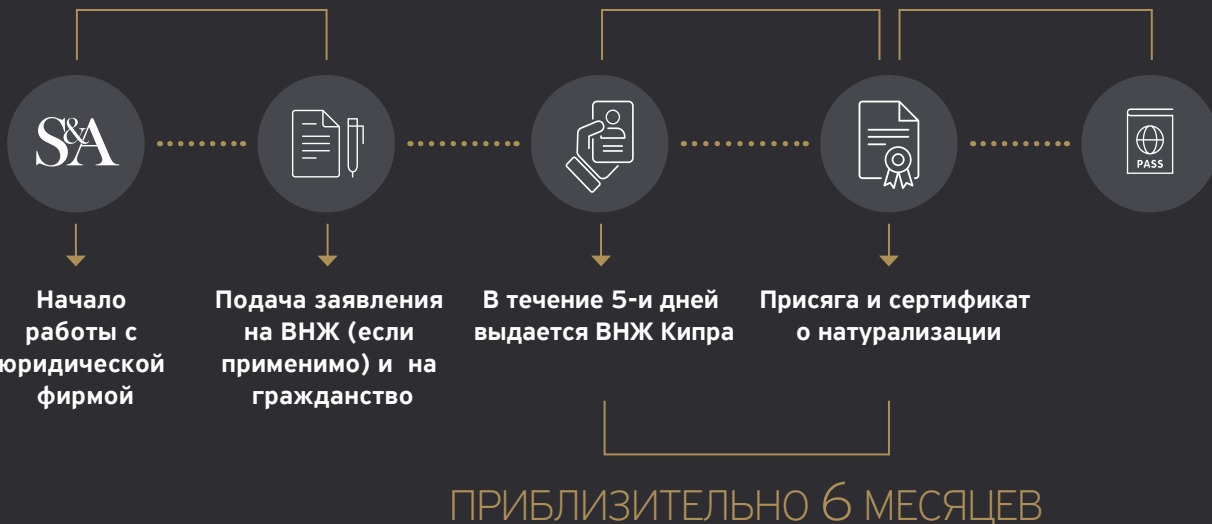 S&A
PASS
Начало
работы с
юридической
фирмой
Подача заявления
на ВНЖ (если
применимо) и на
гражданство
В течение 5-и дней
выдается ВНЖ Кипра
Присяга и сертификат
о натурализации
ПРИБЛИЗИТЕЛЬНО 6 МЕСЯЦЕВ